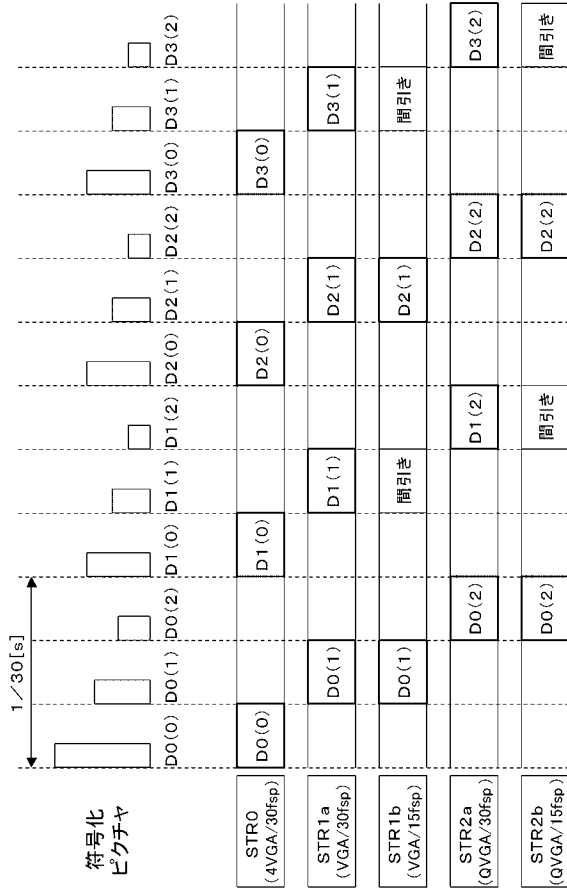 1/30[s]
符号化
ピクチャ
D0(0) D0(1) D0(2) D1(0) D1(1) D1(2) D2(0) D2(1) D2(2) D3(0) D3(1) D3(2)
STR0
(4VGA/30fsp)
D0(0) D1(0) D2(0) D3(0)
STR1a
(VGA/30fsp)
D0(1) D1(1) D2(1) D3(1)
STR1b
(VGA/15fsp)
D0(1) 間引き D2(1) 間引き
STR2a
(QVGA/30fsp)
D0(2) D1(2) D2(2) D3(2)
STR2b
(QVGA/15fsp)
D0(2) 間引き D2(2) 間引き